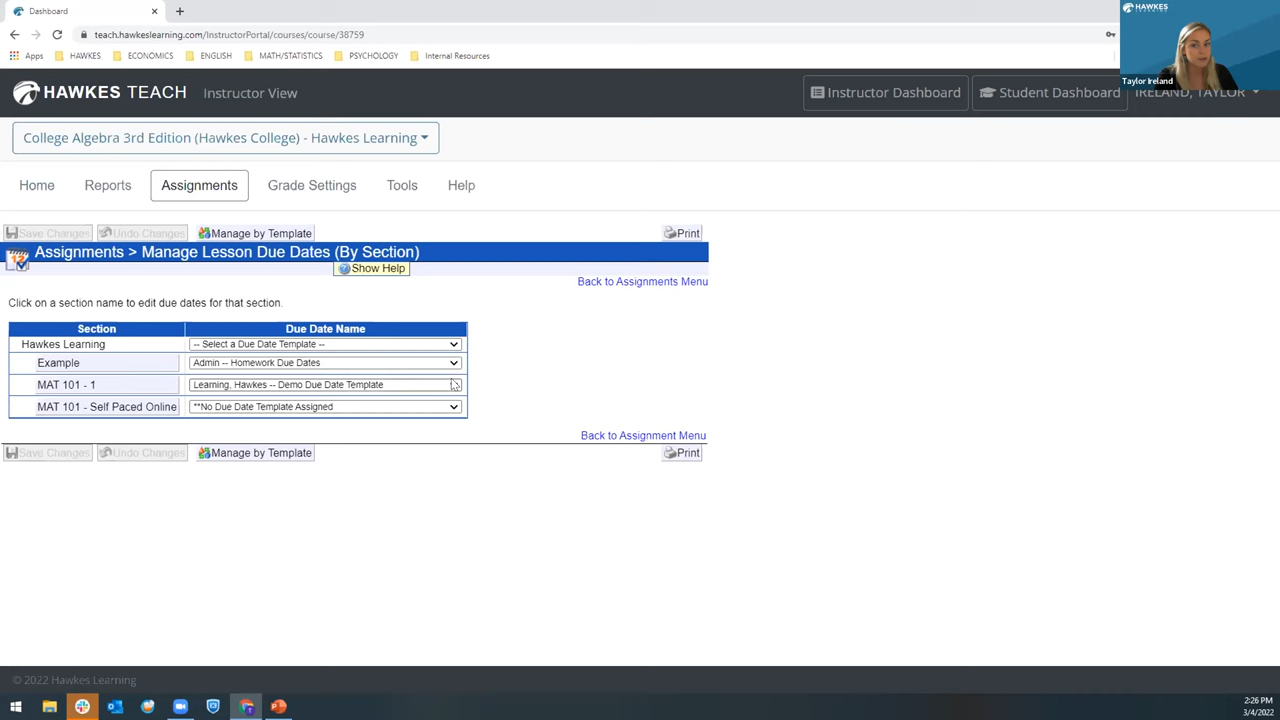 Dashboard
teach.hawkeslearning.com/InstructorPortal/courses/course/38759
Apps HAWKES ECONOMICS ENGLISH MATH/STATISTICS PSYCHOLOGY Internal Resources
HAWKES LEARNING
Taylor Ireland
HAWKES TEACH Instructor View Instructor Dashboard Student Dashboard IRELAND, TAYLOR
College Algebra 3rd Edition (Hawkes College) - Hawkes Learning
Home Reports Assignments Grade Settings Tools Help
Save Changes Undo Changes Manage by Template Print
Assignments > Manage Lesson Due Dates (By Section)
Show Help
Back to Assignments Menu
Click on a section name to edit due dates for that section.
Section Due Date Name
Hawkes Learning -- Select a Due Date Template --
Example Admin -- Homework Due Dates
MAT 101 - 1 Learning, Hawkes -- Demo Due Date Template
MAT 101 - Self Paced Online **No Due Date Template Assigned
Back to Assignment Menu
Save Changes Undo Changes Manage by Template Print
© 2022 Hawkes Learning
2:26 PM
3/4/2022